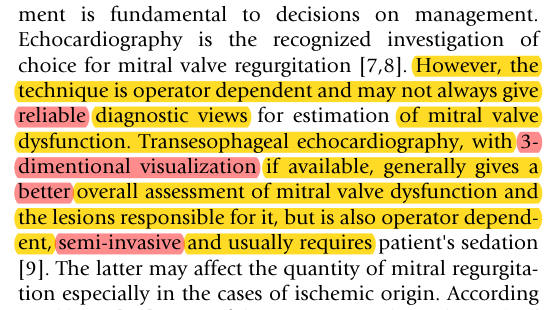 ment is fundamental to decisions on management.
Echocardiography is the recognized investigation of
choice for mitral valve regurgitation [7,8]. However, the
technique is operator dependent and may not always give
reliable diagnostic views for estimation of mitral valve
dysfunction. Transesophageal echocardiography, with 3-
dimentional visualization if available, generally gives a
better overall assessment of mitral valve dysfunction and
the lesions responsible for it, but is also operator depend-
ent, semi-invasive and usually requires patient's sedation
[9]. The latter may affect the quantity of mitral regurgita-
tion especially in the cases of ischemic origin. According